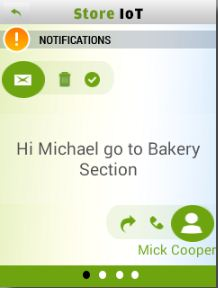 Store IoT
NOTIFICATIONS
Hi Michael go to Bakery
Section
Mick Cooper